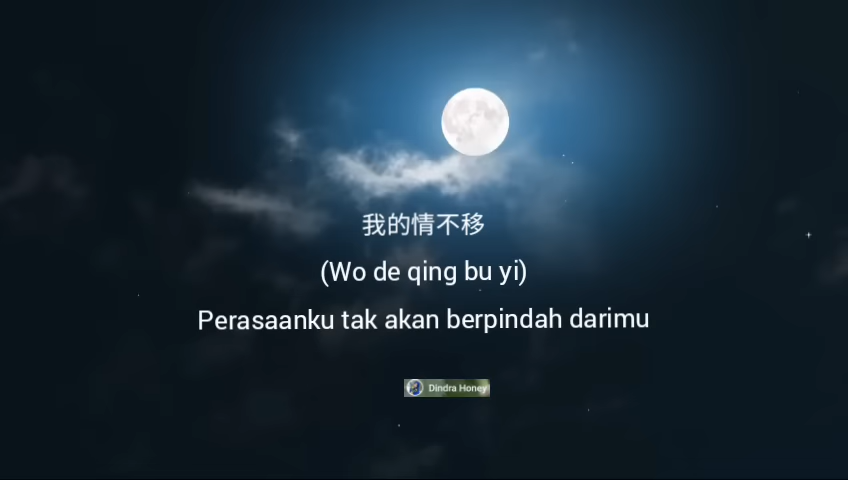 我的情不移
(Wo de qing bu yi)
Perasaanku tak akan berpindah darimu
Dindra Honey